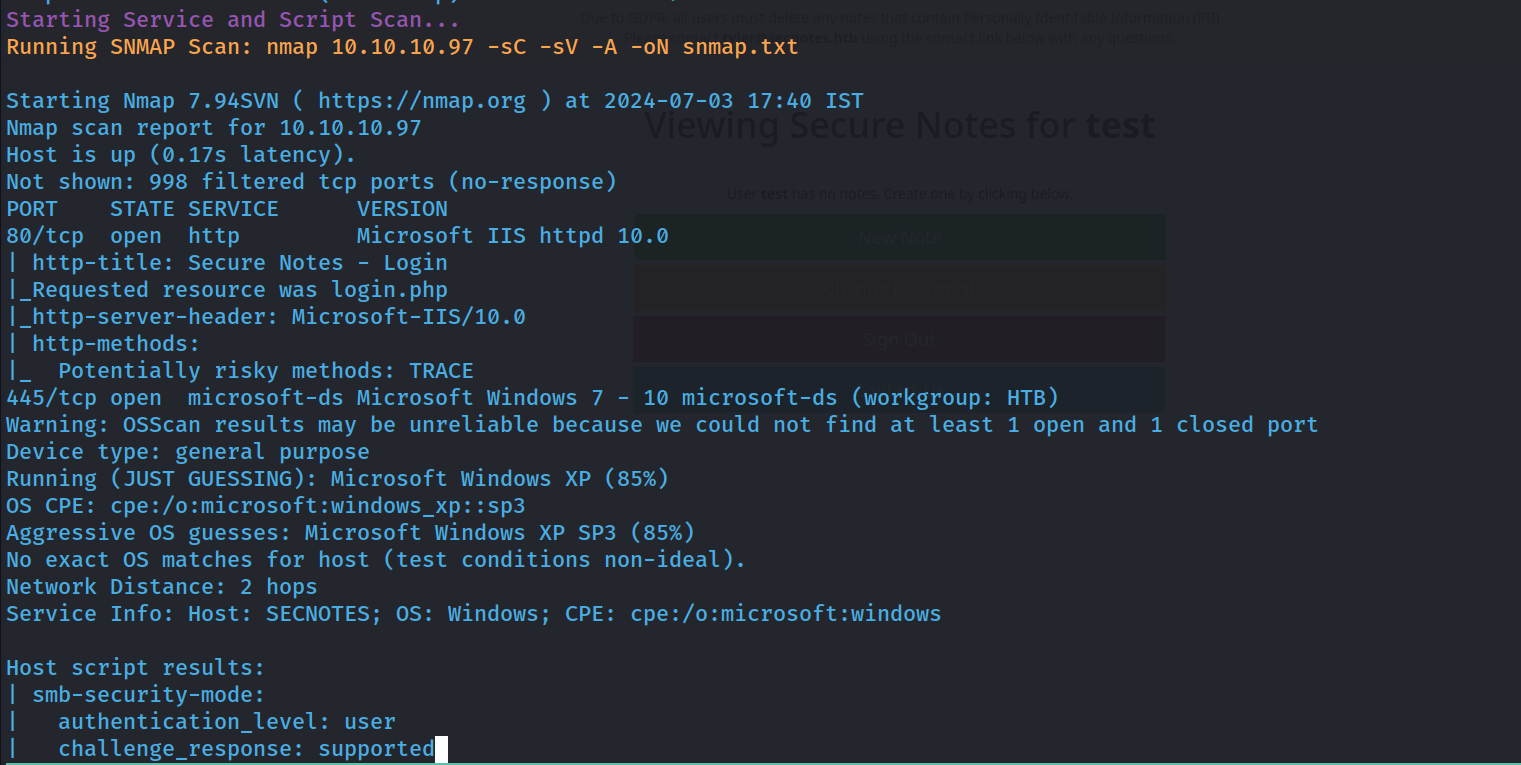 Starting Service and Script Scan...
Due to GDPR, all users must delete any notes that contain Personally Identifable Information (PII)
Running SNMAP Scan: nmap 10.10.10.97 -sC -sV -A -oN snmap.txt
using the contact link below with any questions.
Starting Nmap 7.94SVN ( https://nmap.org ) at 2024-07-03 17:40 IST
Nmap scan report for 10.10.10.97
Viewing Secure Notes for test
Host is up (0.17s latency).
Not shown: 998 filtered tcp ports (no-response)
User test has no notes. Create one by clicking below.
PORT    STATE SERVICE      VERSION
80/tcp  open  http         Microsoft IIS httpd 10.0
New Note
| http-title: Secure Notes - Login
|_Requested resource was login.php
Change Password
|_http-server-header: Microsoft-IIS/10.0
| http-methods:
Sign Out
|_  Potentially risky methods: TRACE
445/tcp open  microsoft-ds Microsoft Windows 7 - 10 microsoft-ds (workgroup: HTB)
Warning: OSScan results may be unreliable because we could not find at least 1 open and 1 closed port
Device type: general purpose
Running (JUST GUESSING): Microsoft Windows XP (85%)
OS CPE: cpe:/o:microsoft:windows_xp::sp3
Aggressive OS guesses: Microsoft Windows XP SP3 (85%)
No exact OS matches for host (test conditions non-ideal).
Network Distance: 2 hops
Service Info: Host: SECNOTES; OS: Windows; CPE: cpe:/o:microsoft:windows
Host script results:
| smb-security-mode:
|   authentication_level: user
|   challenge_response: supported